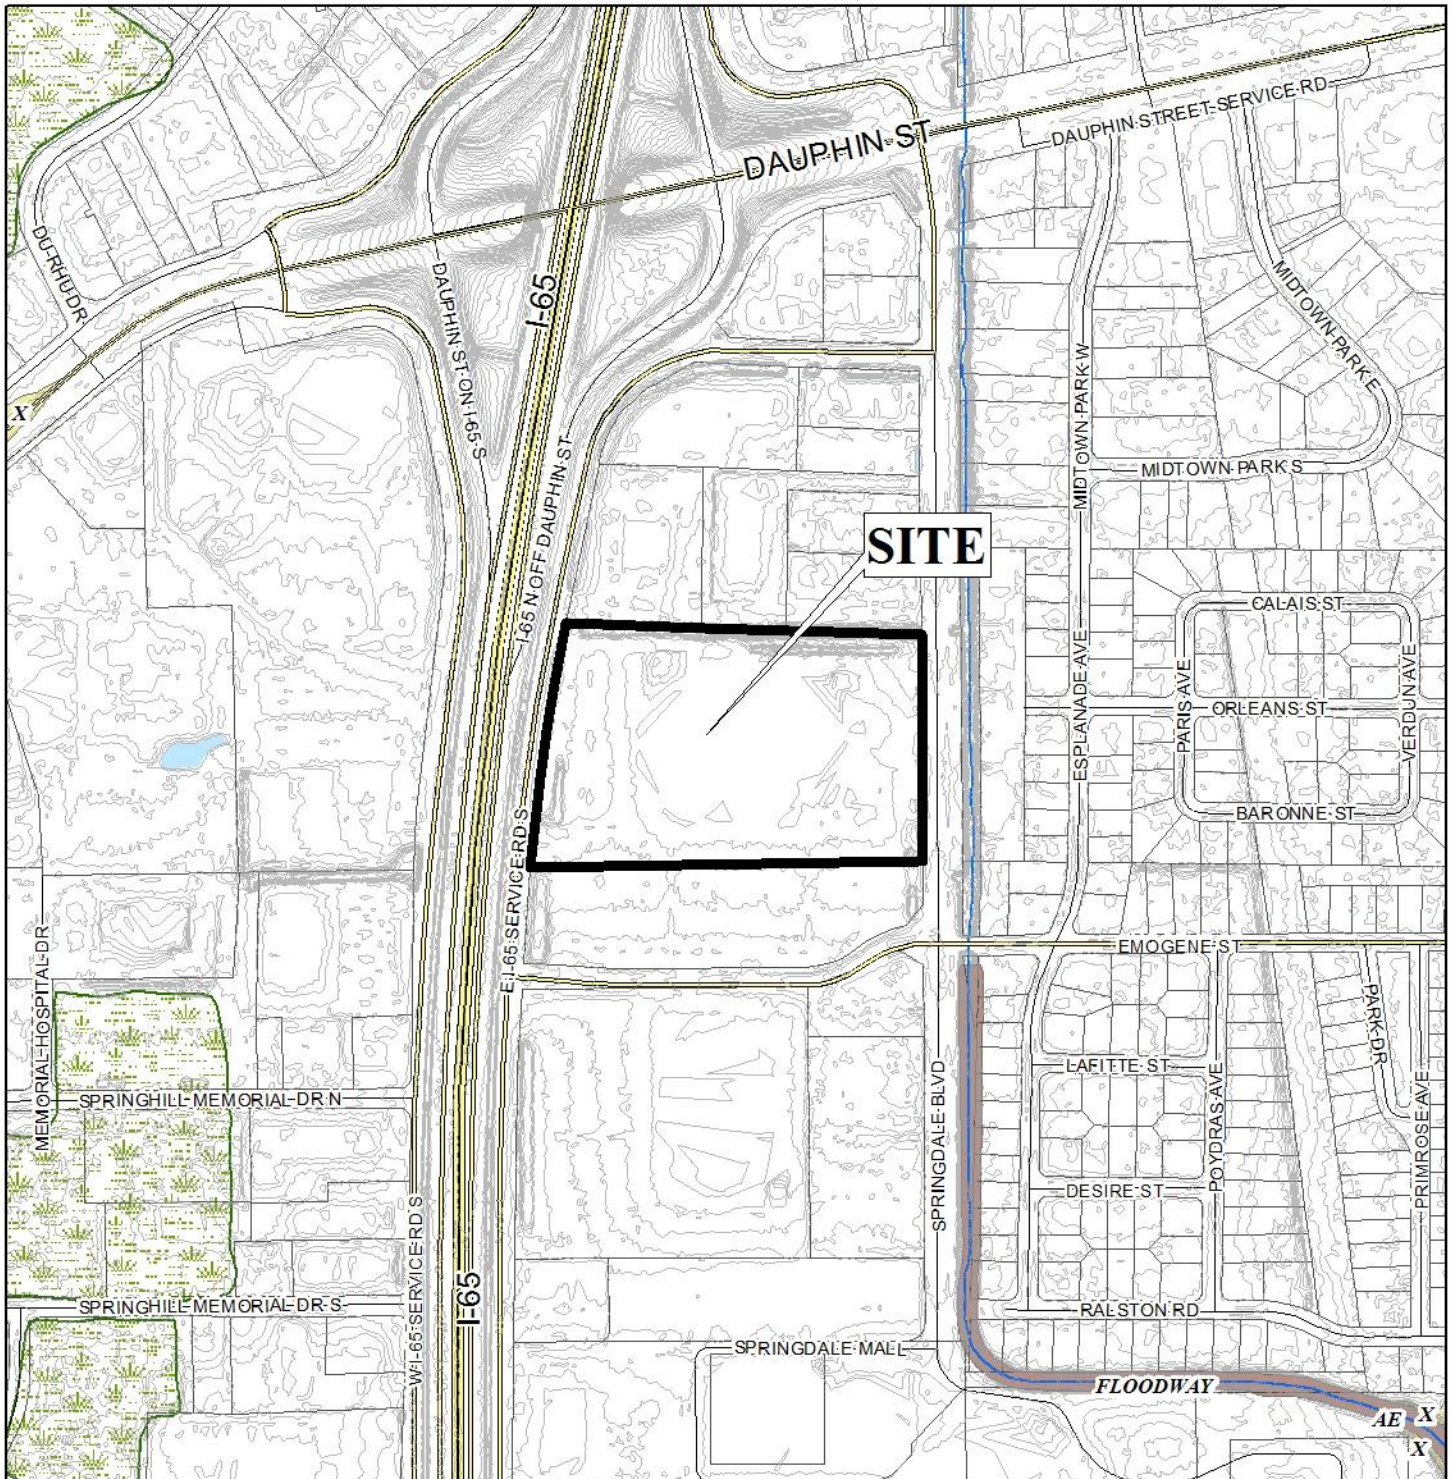 DAUPHIN ST
DAUPHIN STREET SERVICE RD
DU RHU DR
DAUPHIN ST ON I-65 S
I-65
MIDTOWN PARK E
MIDTOWN PARK W
X
I-65 N OFF DAUPHIN ST
MIDTOWN PARK S
SITE
CALAIS ST
ESPLANADE AVE
PARIS AVE
ORLEANS ST
VERDUN AVE
BARONNE ST
E I-65 SERVICE RD S
EMOGENE ST
MEMORIAL HOSPITAL DR
PARK DR
LAFITTE ST
SPRINGHILL MEMORIAL DR N
SPRINGDALE BLVD
POYDRAS AVE
PRIMROSE AVE
DESIRE ST
W I-65 SERVICE RD S
I-65
SPRINGHILL MEMORIAL DR S
RALSTON RD
SPRINGDALE MALL
FLOODWAY
AE
X
X